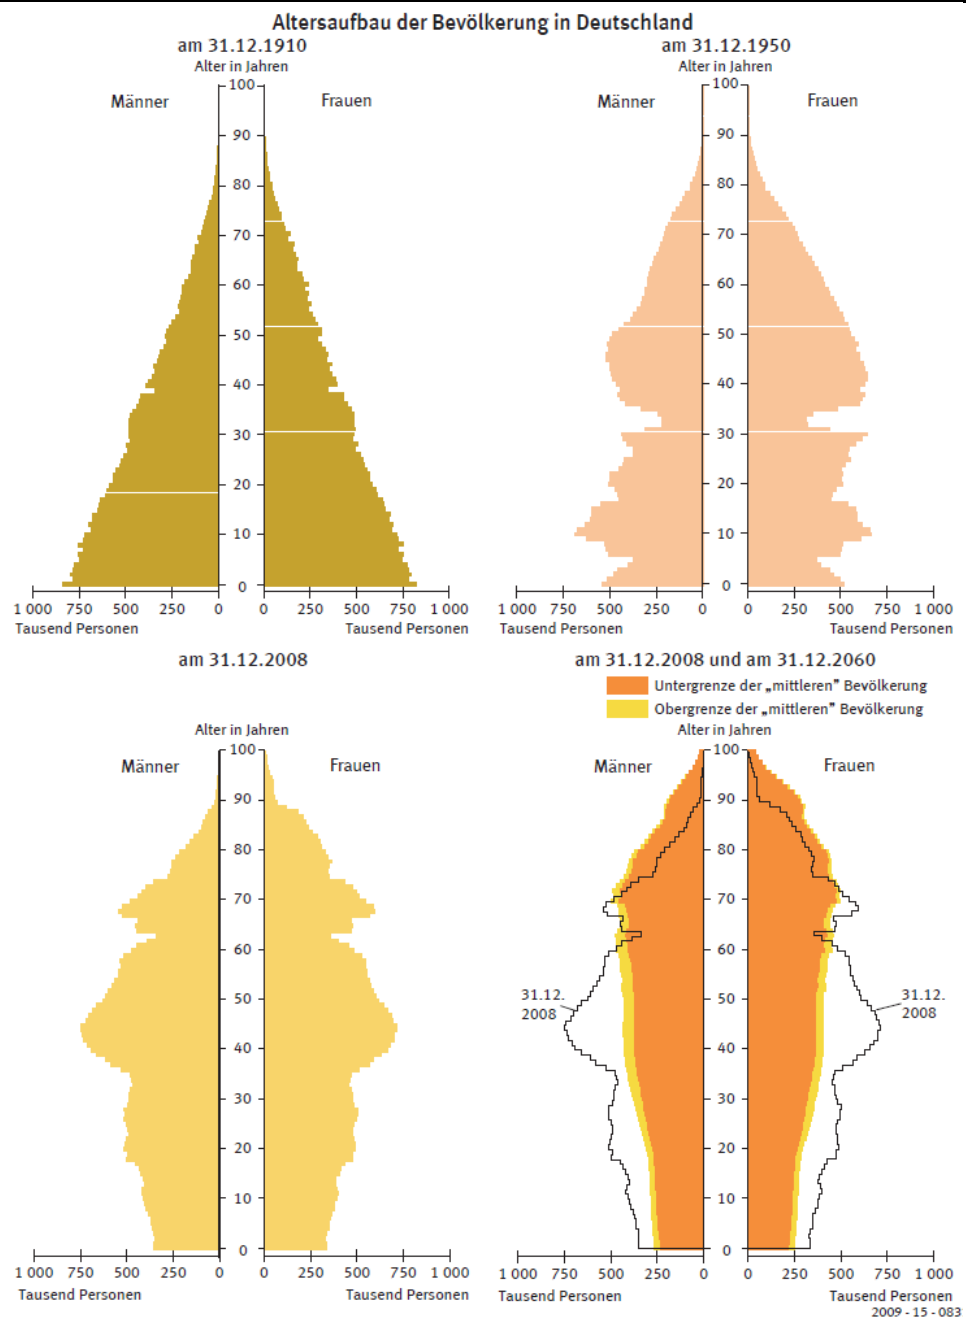 Altersaufbau der Bevölkerung in Deutschland
am 31.12.1910
Alter in Jahren
Männer
Frauen
100
90
80
70
60
50
40
30
20
10
0
1 000 750 500 250 0
0 250 500 750 1 000
Tausend Personen
Tausend Personen
am 31.12.1950
Alter in Jahren
Männer
Frauen
100
90
80
70
60
50
40
30
20
10
0
1 000 750 500 250 0
0 250 500 750 1 000
Tausend Personen
Tausend Personen
am 31.12.2008
Alter in Jahren
Männer
Frauen
100
90
80
70
60
50
40
30
20
10
0
1 000 750 500 250 0
0 250 500 750 1 000
Tausend Personen
Tausend Personen
am 31.12.2008 und am 31.12.2060
Untergrenze der „mittleren” Bevölkerung
Obergrenze der „mittleren” Bevölkerung
Alter in Jahren
Männer
Frauen
100
90
80
70
60
50
40
30
20
10
0
31.12.
2008
31.12.
2008
1 000 750 500 250 0
0 250 500 750 1 000
Tausend Personen
Tausend Personen
2009 - 15 - 083